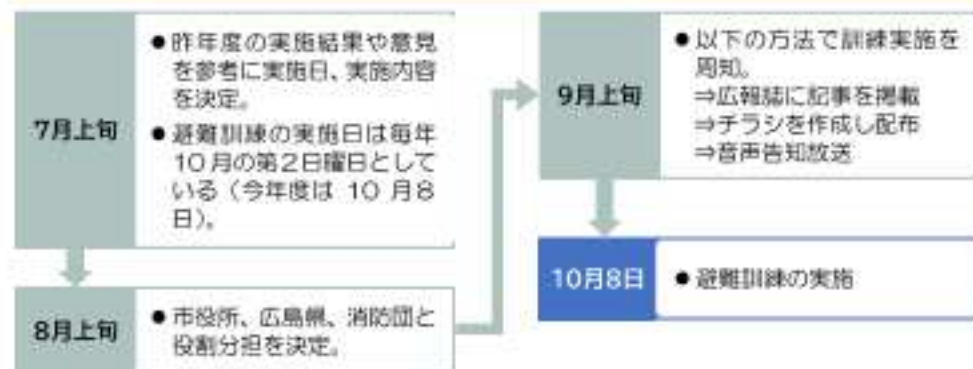 7月上旬
●昨年度の実施結果や意見
を参考に実施日、実施内容
を決定。
●避難訓練の実施日は毎年
10月の第2日曜日として
いる（今年度は 10 月8
日）。
8月上旬
●市役所、広島県、消防団と
役割分担を決定。
9月上旬
●以下の方法で訓練実施を
周知。
⇒広報誌に記事を掲載
⇒チラシを作成し配布
⇒音声告知放送
10月8日
●避難訓練の実施